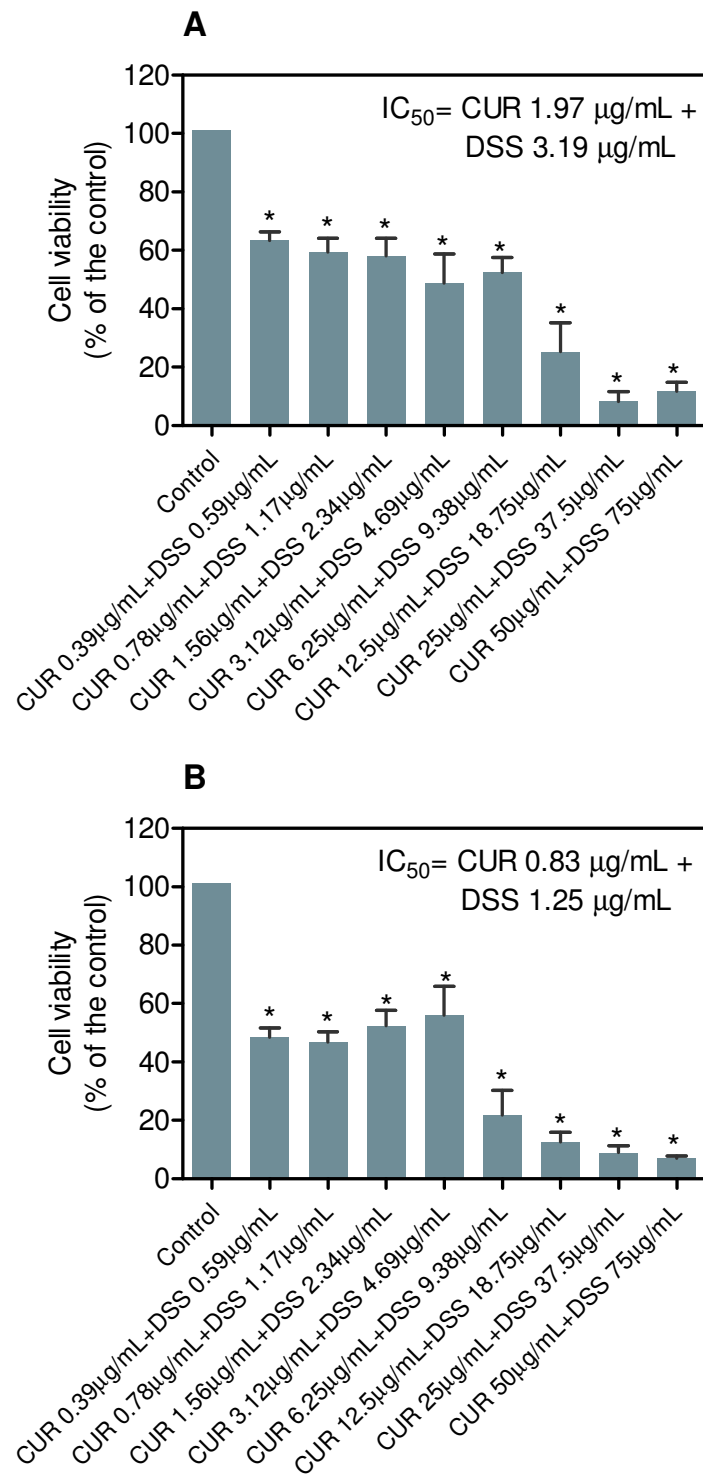 A
120
100
80
60
40
20
0
Cell viability
(% of the control)
IC50= CUR 1.97 µg/mL +
DSS 3.19 µg/mL
*
*
*
*
*
*
*
*
Control
CUR 0.39µg/mL+DSS 0.59µg/mL
CUR 0.78µg/mL+DSS 1.17µg/mL
CUR 1.56µg/mL+DSS 2.34µg/mL
CUR 3.12µg/mL+DSS 4.69µg/mL
CUR 6.25µg/mL+DSS 9.38µg/mL
CUR 12.5µg/mL+DSS 18.75µg/mL
CUR 25µg/mL+DSS 37.5µg/mL
CUR 50µg/mL+DSS 75µg/mL
B
120
100
80
60
40
20
0
Cell viability
(% of the control)
IC50= CUR 0.83 µg/mL +
DSS 1.25 µg/mL
*
*
*
*
*
*
*
*
Control
CUR 0.39µg/mL+DSS 0.59µg/mL
CUR 0.78µg/mL+DSS 1.17µg/mL
CUR 1.56µg/mL+DSS 2.34µg/mL
CUR 3.12µg/mL+DSS 4.69µg/mL
CUR 6.25µg/mL+DSS 9.38µg/mL
CUR 12.5µg/mL+DSS 18.75µg/mL
CUR 25µg/mL+DSS 37.5µg/mL
CUR 50µg/mL+DSS 75µg/mL